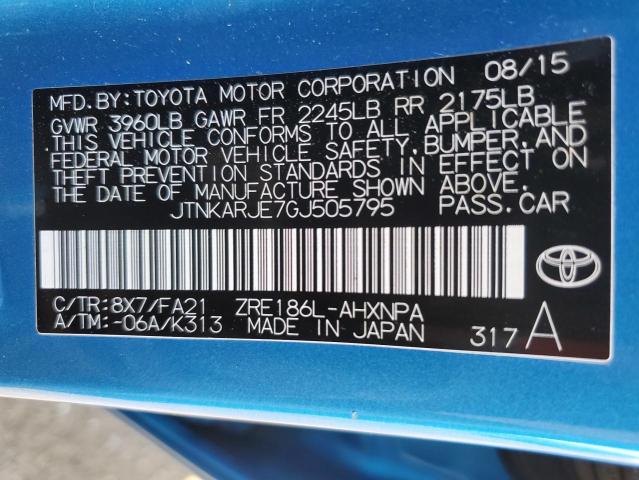 MFD. BY: TOYOTA MOTOR CORPORATION 08/15
GVWR 3960LB GAWR FR 2245LB RR 2175LB
THIS VEHICLE CONFORMS TO ALL APPLICABLE
FEDERAL MOTOR VEHICLE SAFETY, BUMPER, AND
THEFT PREVENTION STANDARDS IN EFFECT ON
THE DATE OF MANUFACTURE SHOWN ABOVE.
JTNKARJE7GJ505795 PASS.CAR
C/TR: 8X7/FA21 ZRE186L-AHXNPA
A/TM: -06A/K313 MADE IN JAPAN 317 A